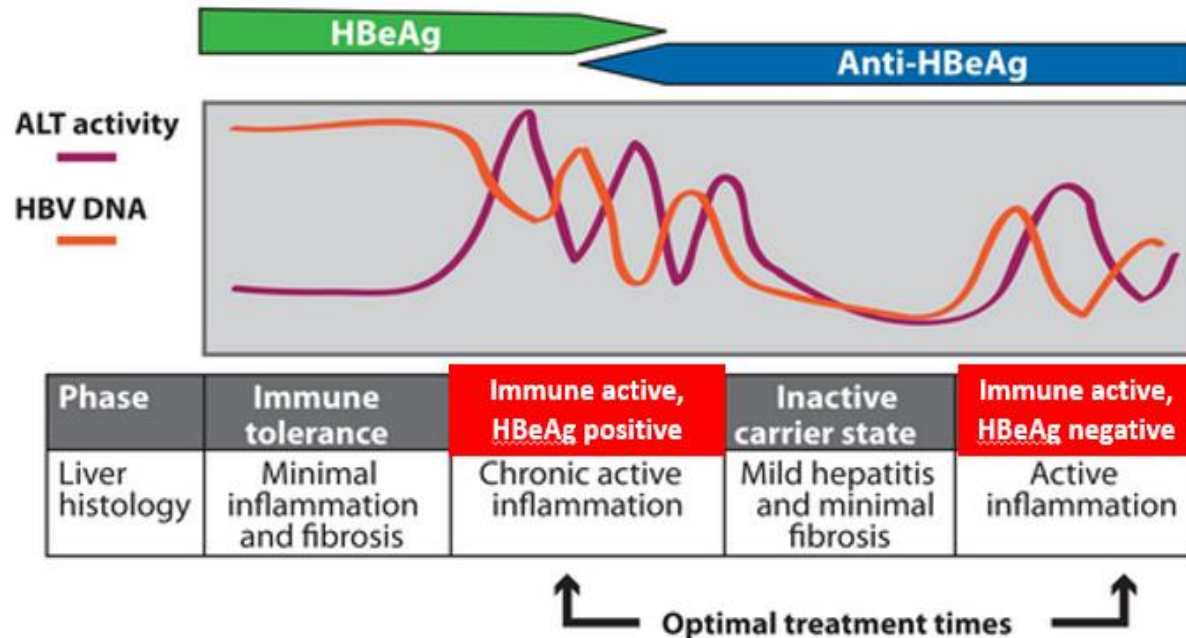 HBeAg
Anti-HBeAg
ALT activity
HBV DNA
Phase
Immune
tolerance
Immune active,
HBeAg positive
Inactive
carrier state
Immune active,
HBeAg negative
Liver
histology
Minimal
inflammation
and fibrosis
Chronic active
inflammation
Mild hepatitis
and minimal
fibrosis
Active
inflammation
Optimal treatment times